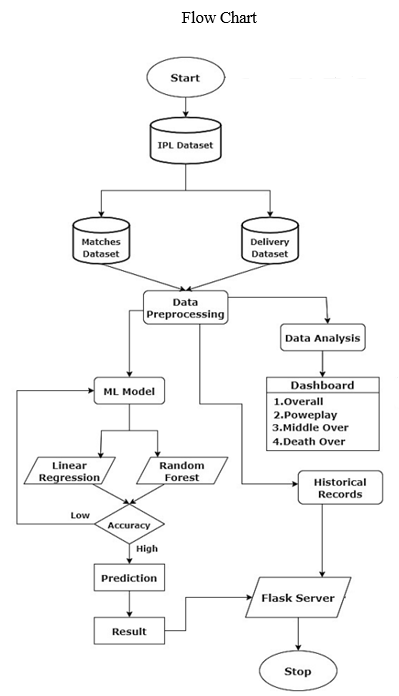 Flow Chart
Start
IPL Dataset
Matches
Dataset
Delivery
Dataset
Data
Preprocessing
Data Analysis
Dashboard
1.Overall
2.Poweplay
3.Middle Over
4.Death Over
ML Model
Linear
Regression
Random
Forest
Historical
Records
Low
Accuracy
High
Prediction
Flask Server
Result
Stop